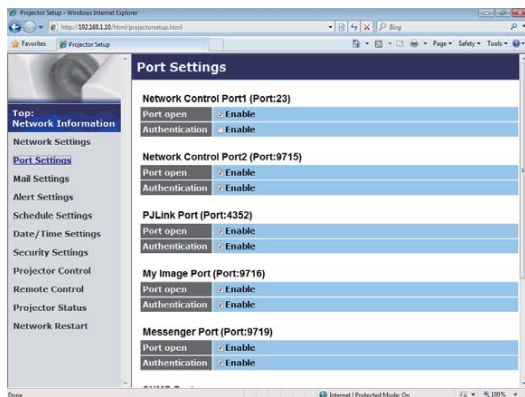 Projector Setup - Windows Internet Explorer
http://192.168.1.10/html/projectorsetup.html
Bing
Favorites Projector Setup Page Safety Tools
Port Settings
Top:
Network Information
Network Settings
Port Settings
Mail Settings
Alert Settings
Schedule Settings
Date/Time Settings
Security Settings
Projector Control
Remote Control
Projector Status
Network Restart
Network Control Port1 (Port:23)
Port open Enable
Authentication Enable
Network Control Port2 (Port:9715)
Port open Enable
Authentication Enable
PJLink Port (Port:4352)
Port open Enable
Authentication Enable
My Image Port (Port:9716)
Port open Enable
Authentication Enable
Messenger Port (Port:9719)
Port open Enable
Authentication Enable
Done Internet | Protected Mode: On 100%